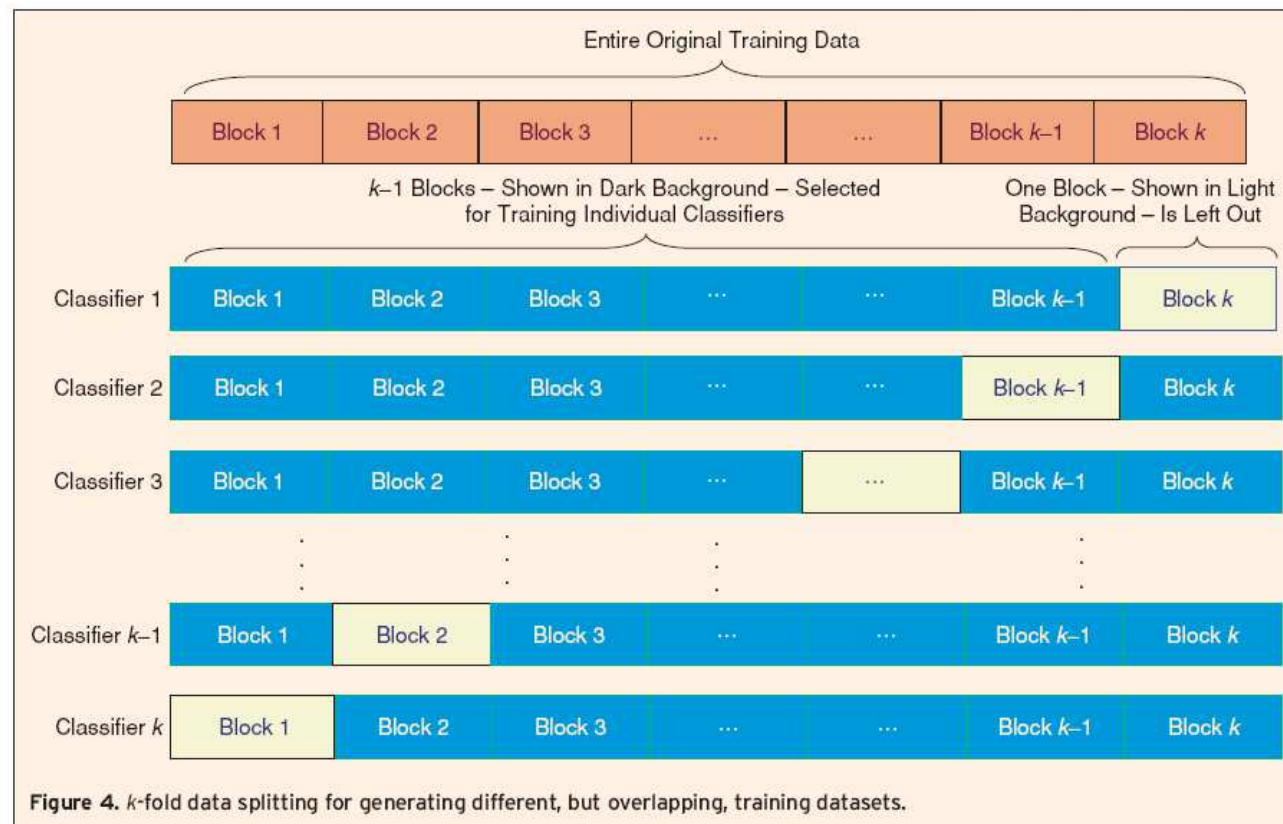 Entire Original Training Data
Block 1 Block 2 Block 3 ... ... Block k–1 Block k
k–1 Blocks – Shown in Dark Background – Selected
for Training Individual Classifiers
One Block – Shown in Light
Background – Is Left Out
Classifier 1 Block 1 Block 2 Block 3 ... ... Block k–1 Block k
Classifier 2 Block 1 Block 2 Block 3 ... ... Block k–1 Block k
Classifier 3 Block 1 Block 2 Block 3 ... ... Block k–1 Block k
Classifier k–1 Block 1 Block 2 Block 3 ... ... Block k–1 Block k
Classifier k Block 1 Block 2 Block 3 ... ... Block k–1 Block k
Figure 4. k-fold data splitting for generating different, but overlapping, training datasets.